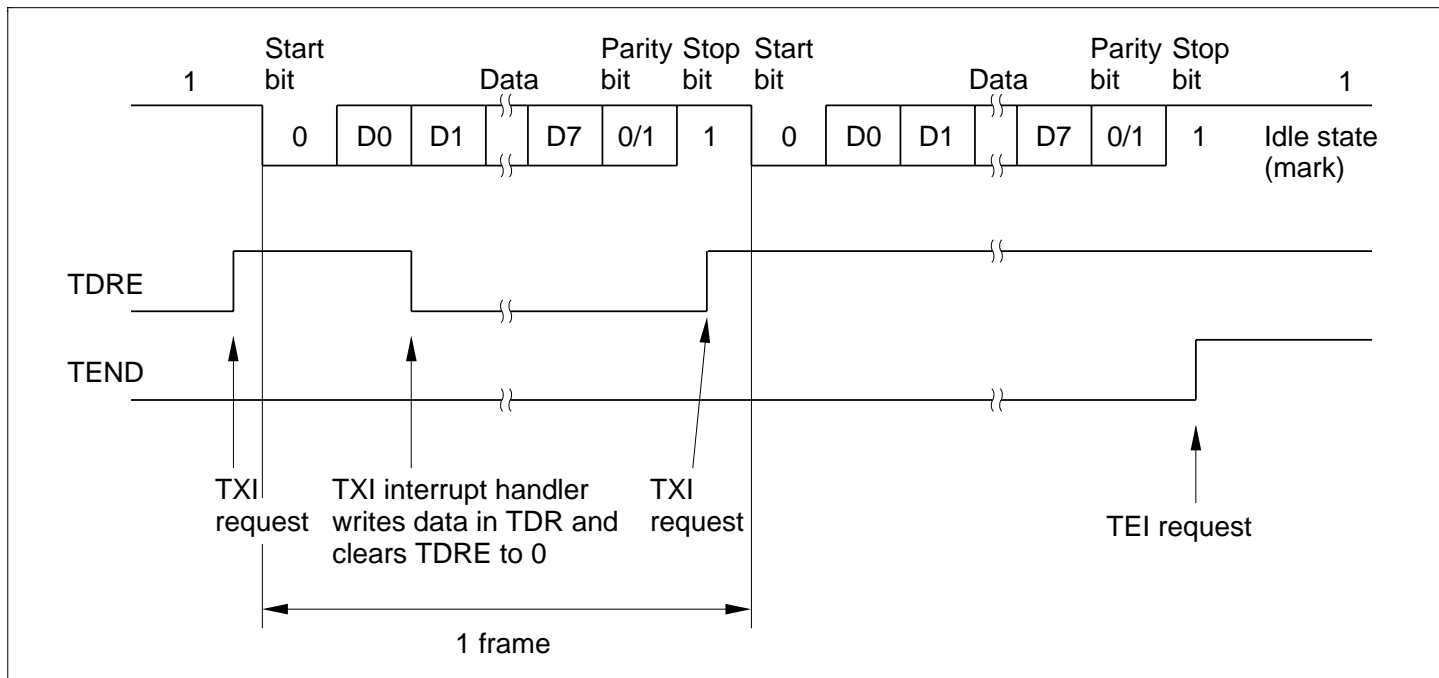 Start bit
Data
Parity bit
Stop bit
Start bit
Data
Parity bit
Stop bit
1
1
0
D0
D1
D7
0/1
1
0
D0
D1
D7
0/1
1
Idle state
(mark)
TDRE
TEND
TXI
request
TXI interrupt handler
writes data in TDR and
clears TDRE to 0
TXI
request
TEI request
1 frame